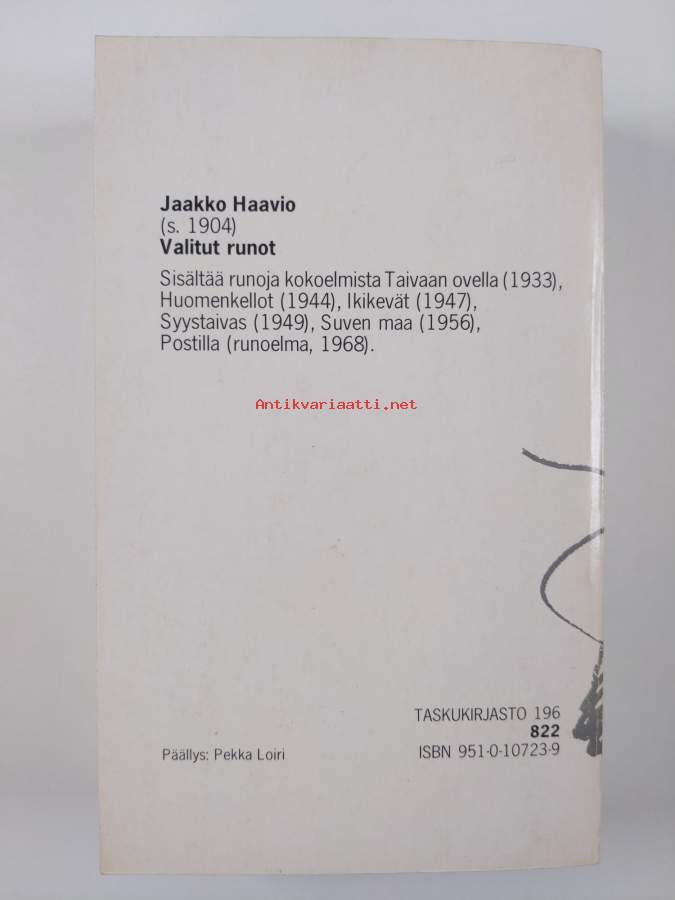 Jaakko Haavio
(s. 1904)
Valitut runot
Sisältää runoja kokoelmista Taivaan ovella (1933),
Huomenkellot (1944), Ikikevät (1947),
Syystaivas (1949), Suven maa (1956),
Postilla (runoelma, 1968).
Antikvariaatti.net
TASKUKIRJASTO 196
822
Päällys: Pekka Loiri
ISBN 951-0-10723-9